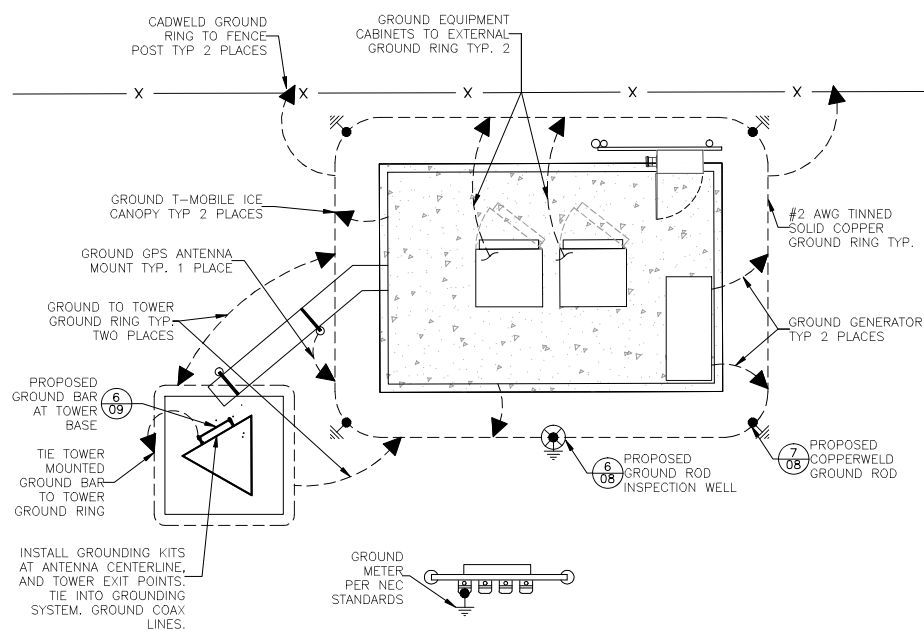 CADWELD GROUND
RING TO FENCE
POST TYP 2 PLACES
GROUND EQUIPMENT
CABINETS TO EXTERNAL
GROUND RING TYP. 2
X
X
X
X
X
GROUND T-MOBILE ICE
CANOPY TYP 2 PLACES
#2 AWG TINNED
SOLID COPPER
GROUND RING TYP.
GROUND GPS ANTENNA
MOUNT TYP. 1 PLACE
GROUND TO TOWER
GROUND RING TYP.
TWO PLACES
GROUND GENERATOR
TYP 2 PLACES
PROPOSED
GROUND BAR
AT TOWER
BASE
6
09
TIE TOWER
MOUNTED
GROUND BAR
TO TOWER
GROUND RING
6
08
PROPOSED
GROUND ROD
INSPECTION WELL
7
08
PROPOSED
COPPERWELD
GROUND ROD
INSTALL GROUNDING KITS
AT ANTENNA CENTERLINE,
AND TOWER EXIT POINTS.
TIE INTO GROUNDING
SYSTEM. GROUND COAX
LINES.
GROUND
METER
PER NEC
STANDARDS